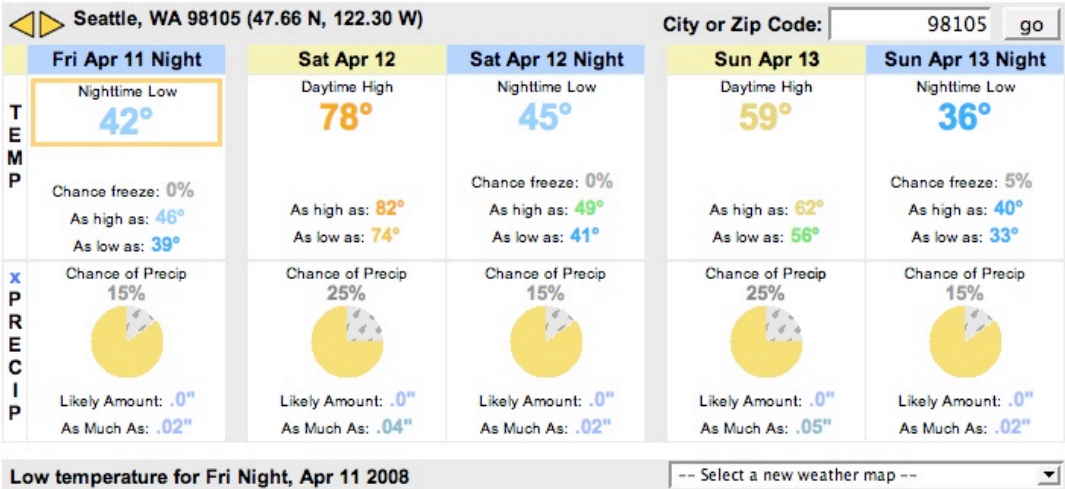 Seattle, WA 98105 (47.66 N, 122.30 W) City or Zip Code: 98105 go
Fri Apr 11 Night Sat Apr 12 Sat Apr 12 Night Sun Apr 13 Sun Apr 13 Night
TEMP
Nighttime Low Daytime High Nighttime Low Daytime High Nighttime Low
42° 78° 45° 59° 36°
Chance freeze: 0% Chance freeze: 0% Chance freeze: 5%
As high as: 46° As high as: 82° As high as: 49° As high as: 62° As high as: 40°
As low as: 39° As low as: 74° As low as: 41° As low as: 56° As low as: 33°
x PRECIP
Chance of Precip Chance of Precip Chance of Precip Chance of Precip Chance of Precip
15% 25% 15% 25% 15%
Likely Amount: .0" Likely Amount: .0" Likely Amount: .0" Likely Amount: .0" Likely Amount: .0"
As Much As: .02" As Much As: .04" As Much As: .02" As Much As: .05" As Much As: .02"
Low temperature for Fri Night, Apr 11 2008 -- Select a new weather map --